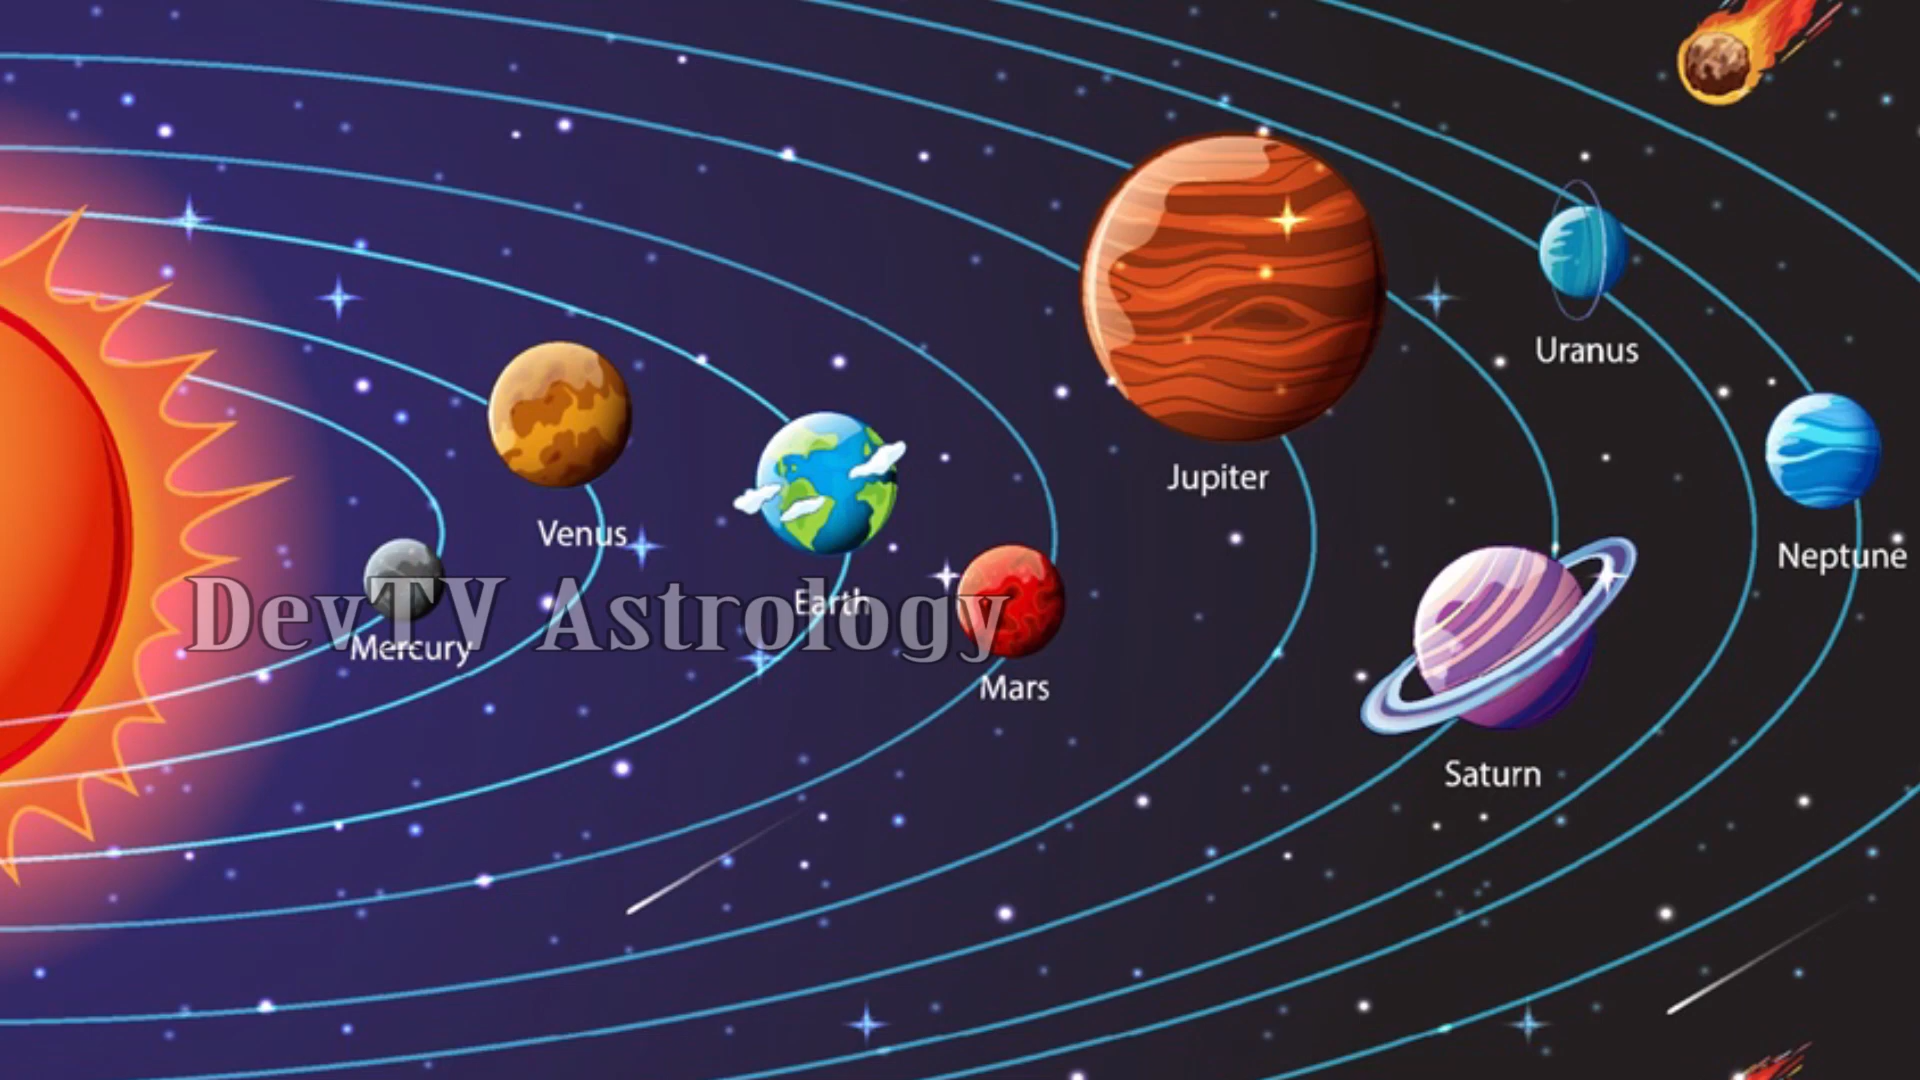 Uranus
Jupiter
Venus
Neptune
Earth
DevTV Astrology
Mercury
Mars
Saturn